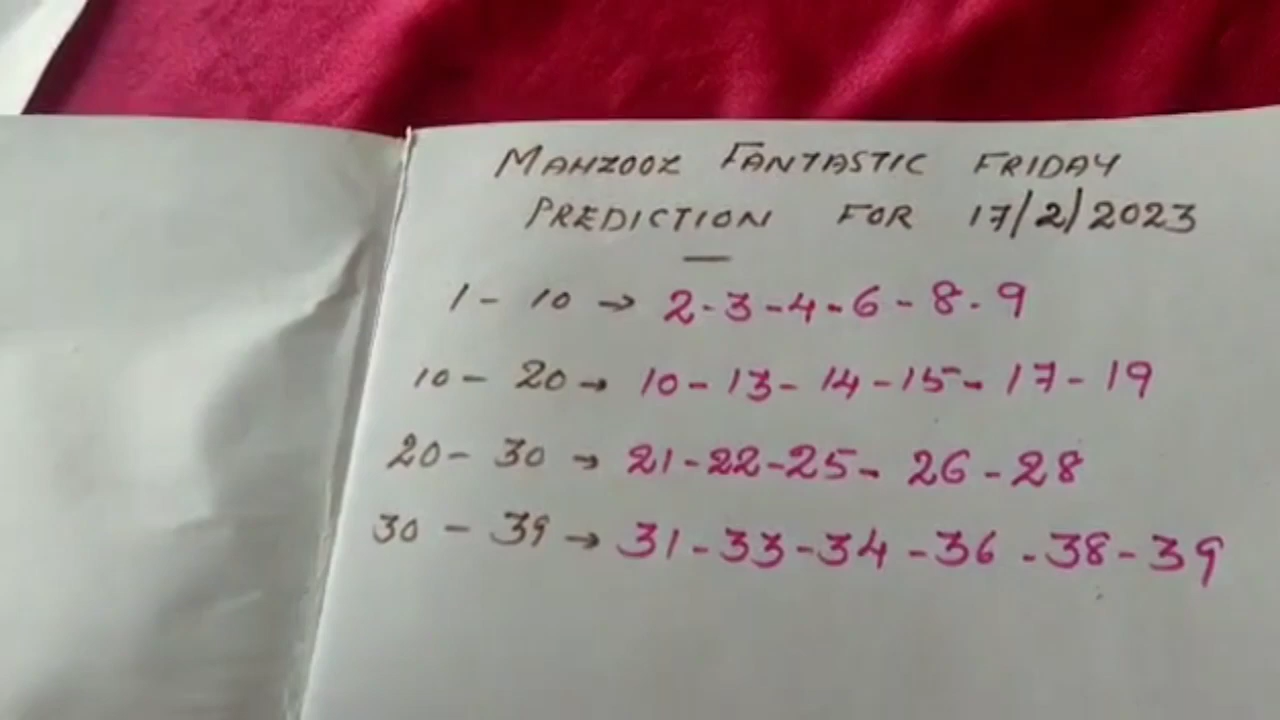 MAHZOOZ FANTASTIC FRIDAY
PREDICTION FOR 17/2/2023
1 - 10 → 2-3-4-6-8-9
10 - 20 → 10-13-14-15-17-19
20 - 30 → 21-22-25-26-28
30 - 39 → 31-33-34-36-38-39